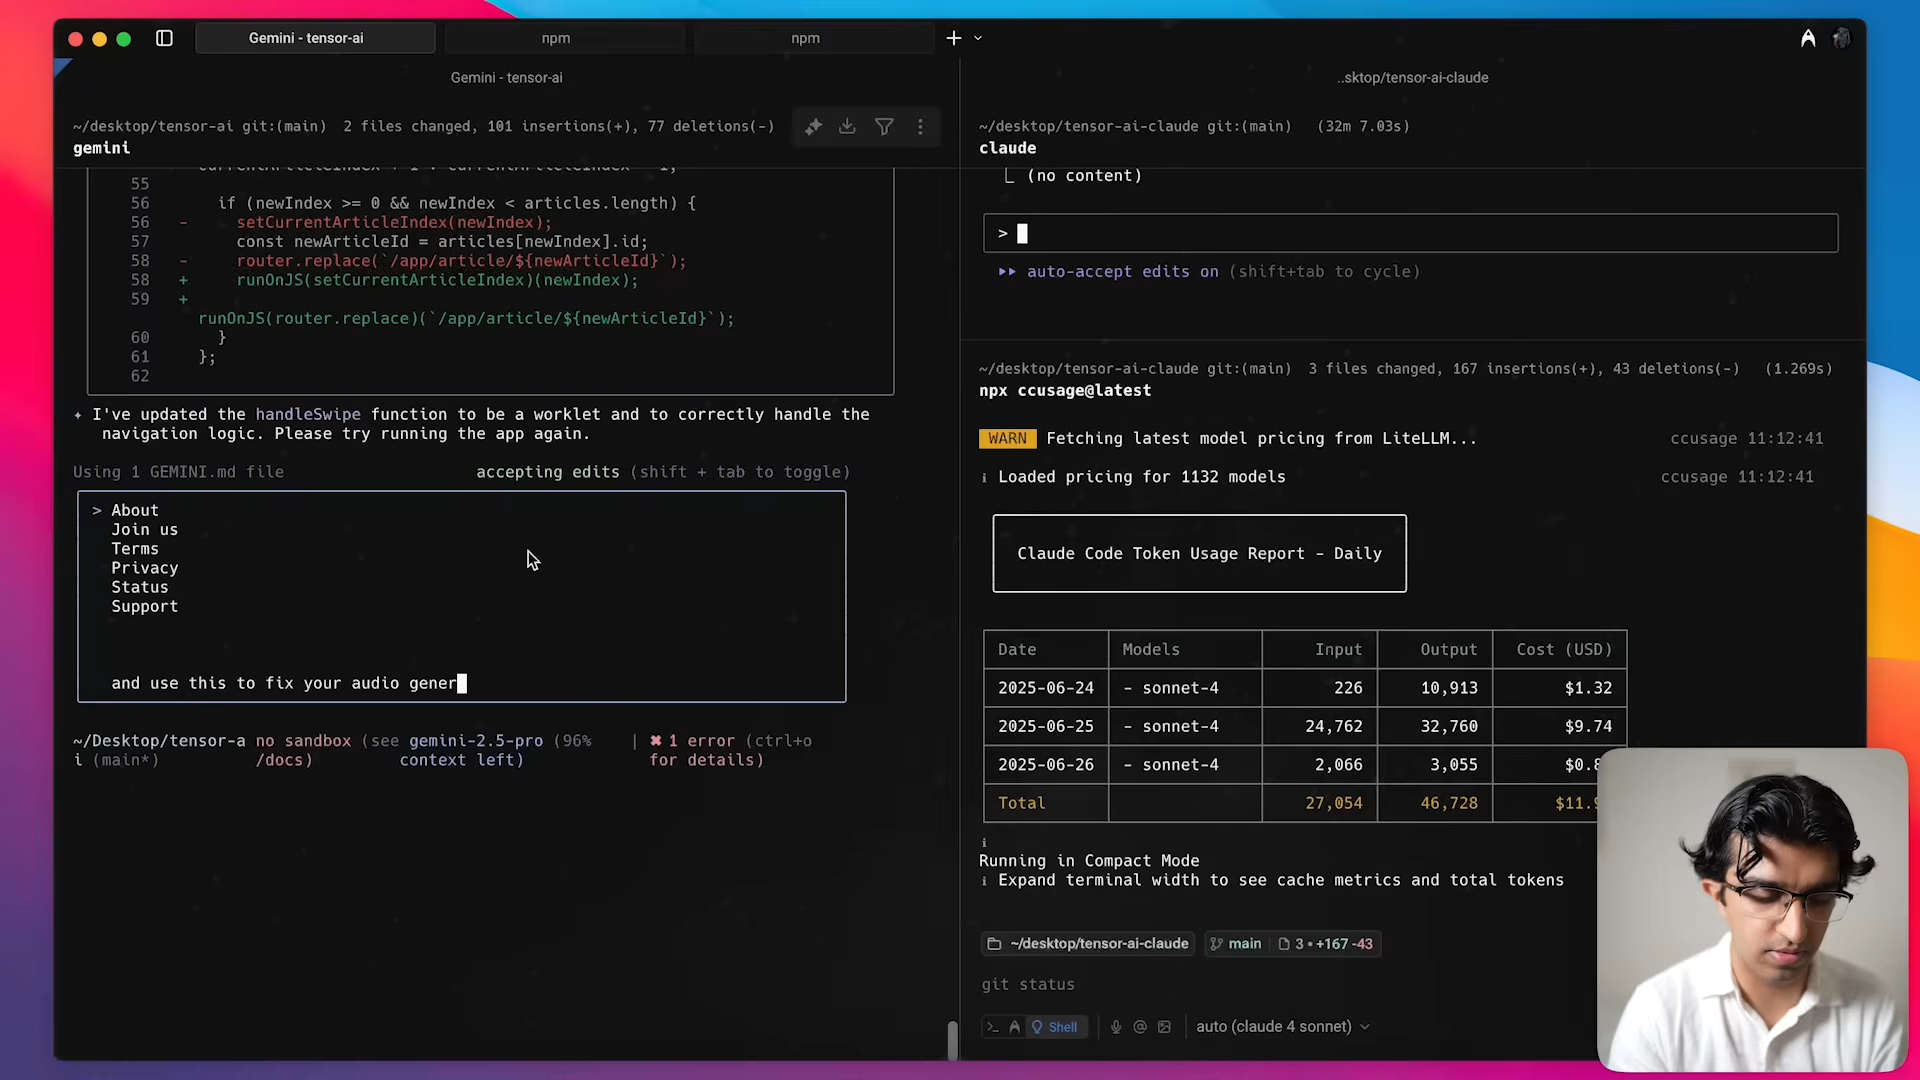 Gemini - tensor-ai
npm
npm
Gemini - tensor-ai
~/desktop/tensor-ai git:(main) 2 files changed, 101 insertions(+), 77 deletions(-)
gemini
55
56 if (newIndex >= 0 && newIndex < articles.length) {
56 - setCurrentArticleIndex(newIndex);
57 const newArticleId = articles[newIndex].id;
58 - router.replace(`/app/article/${newArticleId}`);
58 + runOnJS(setCurrentArticleIndex)(newIndex);
59 +
runOnJS(router.replace)(`/app/article/${newArticleId}`);
60 }
61 };
62
✦ I've updated the handleSwipe function to be a worklet and to correctly handle the
navigation logic. Please try running the app again.
Using 1 GEMINI.md file accepting edits (shift + tab to toggle)
> About
Join us
Terms
Privacy
Status
Support
and use this to fix your audio gener
~/Desktop/tensor-a no sandbox (see gemini-2.5-pro (96% | ✖ 1 error (ctrl+o
i (main*) /docs) context left) for details)
..sktop/tensor-ai-claude
~/desktop/tensor-ai-claude git:(main) (32m 7.03s)
claude
⎿ (no content)
>
▸▸ auto-accept edits on (shift+tab to cycle)
~/desktop/tensor-ai-claude git:(main) 3 files changed, 167 insertions(+), 43 deletions(-) (1.269s)
npx ccusage@latest
WARN Fetching latest model pricing from LiteLLM... ccusage 11:12:41
ℹ Loaded pricing for 1132 models ccusage 11:12:41
Claude Code Token Usage Report - Daily
Date Models Input Output Cost (USD)
2025-06-24 - sonnet-4 226 10,913 $1.32
2025-06-25 - sonnet-4 24,762 32,760 $9.74
2025-06-26 - sonnet-4 2,066 3,055
Total 27,054 46,728
ℹ
Running in Compact Mode
ℹ Expand terminal width to see cache metrics and total tokens
~/desktop/tensor-ai-claude main 3 • +167 -43
git status
Shell @ auto (claude 4 sonnet)